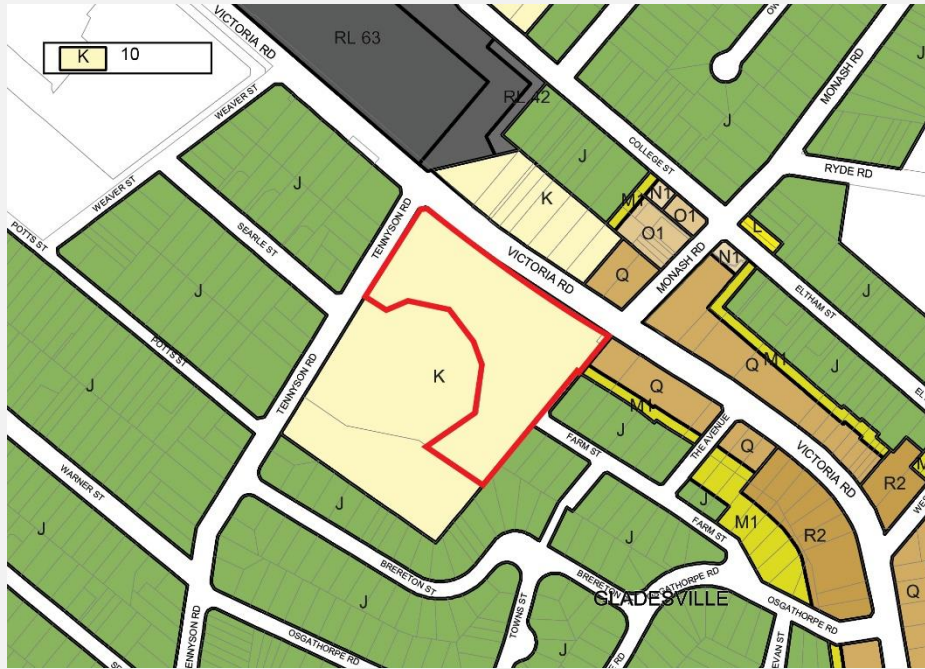 VICTORIA RD
RL 63
K 10
WEAVER ST
RL 42
MONASH RD
J
J
J
COLLEGE ST
RYDE RD
J
WEAVER ST
TENNYSON RD
K
M1
N1
O1
O1
L
POTTS ST
SEARLE ST
VICTORIA RD
Q
MONASH RD
N1
J
ELTHAM ST
J
POTTS ST
TENNYSON RD
K
Q
M1
J
Q
M1
J
FARM ST
J
THE AVENUE
Q
VICTORIA RD
R2
WARNER ST
J
J
J
M1
R2
FARM ST
J
BRERETON ST
BRERETON
OSGATHORPE RD
GLADESVILLE
OSGATHORPE RD
Q
J
TOWNS ST
TENNYSON RD
OSGATHORPE RD
J